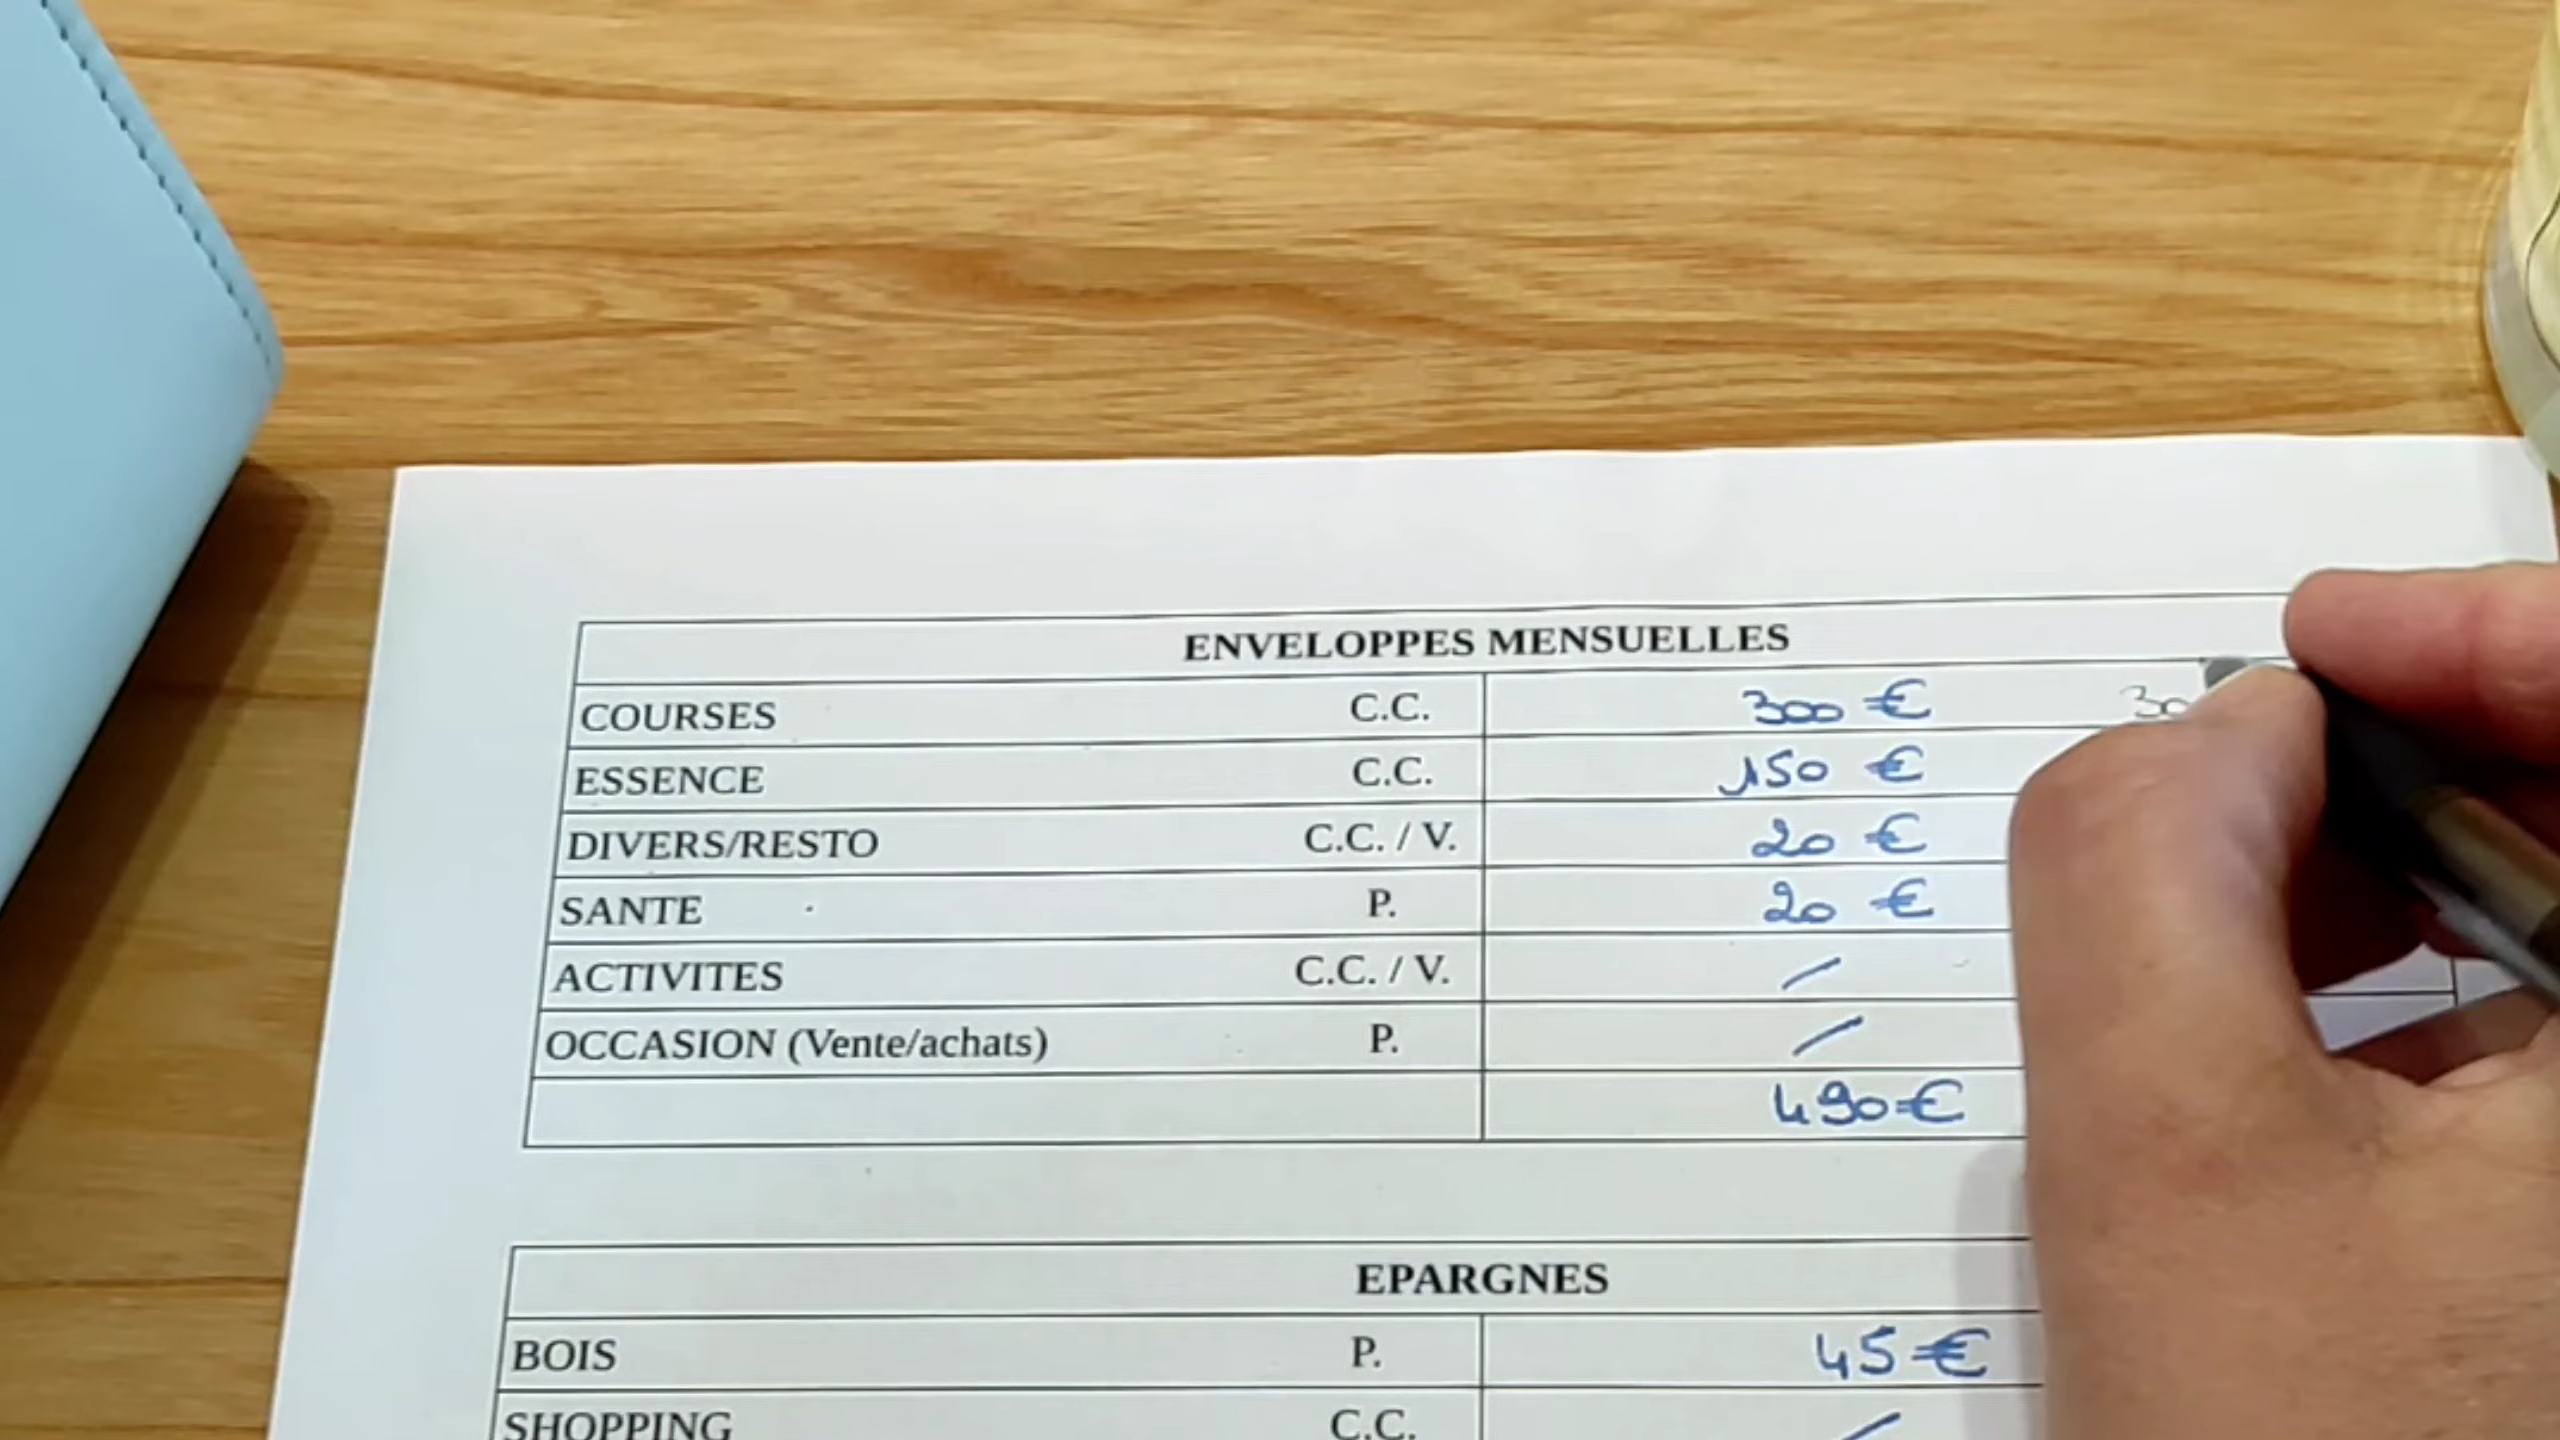 ENVELOPPES MENSUELLES
COURSES C.C. 300 € 30
ESSENCE C.C. 150 €
DIVERS/RESTO C.C. / V. 20 €
SANTE P. 20 €
ACTIVITES C.C. / V. /
OCCASION (Vente/achats) P. /
490 €
EPARGNES
BOIS P. 45 €
SHOPPING C.C. /